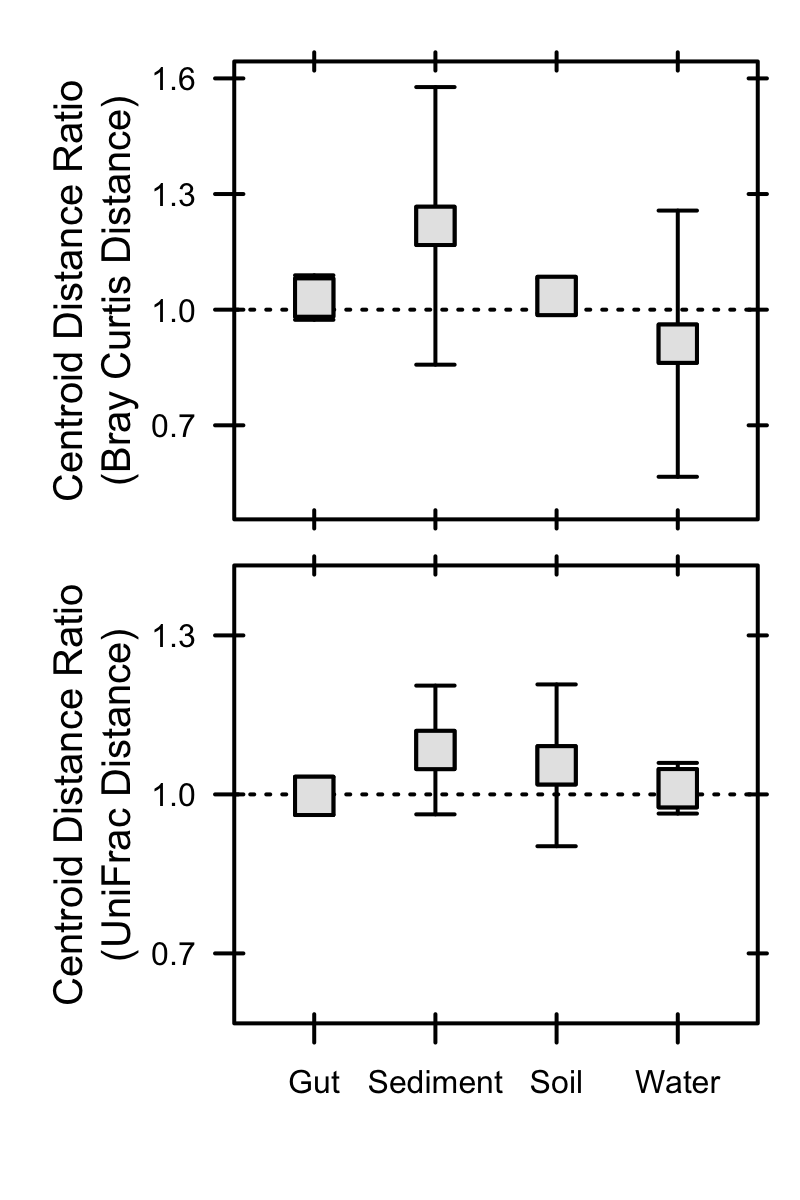 Centroid Distance Ratio
(Bray Curtis Distance)
1.6
1.3
1.0
0.7
Centroid Distance Ratio
(UniFrac Distance)
1.3
1.0
0.7
Gut Sediment Soil Water